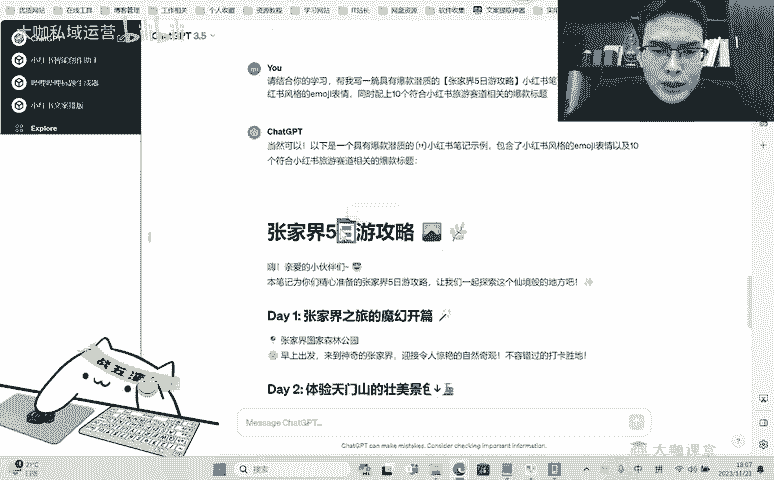 优质网站 在线工具 博客管理 工作相关 个人收藏 资源教程 学习网站 IT站长 网盘资源 软件收集 文案提取神器
大咖私域运营
ChatGPT 3.5
小红书文案排版
Explore
You
请结合你的学习，帮我写一篇具有爆款潜质的【张家界5日游攻略】小红书笔
红书风格的emoji表情，同时配上10个符合小红书旅游赛道相关的爆款标题
ChatGPT
当然可以！以下是一个具有爆款潜质的 小红书笔记示例，包含了小红书风格的emoji表情以及10
个符合小红书旅游赛道相关的爆款标题：
张家界5日游攻略
嗨！亲爱的小伙伴们~
本笔记为你们精心准备的张家界5日游攻略，让我们一起探索这个仙境般的地方吧！
Day 1: 张家界之旅的魔幻开篇
张家界国家森林公园
早上出发，来到神奇的张家界，迎接令人惊艳的自然奇观！不容错过的打卡胜地！
Day 2: 体验天门山的壮美景色
Message ChatGPT...
ChatGPT can make mistakes. Consider checking important information.
大咖课堂
搜索
中 拼
18:07
2023/11/21